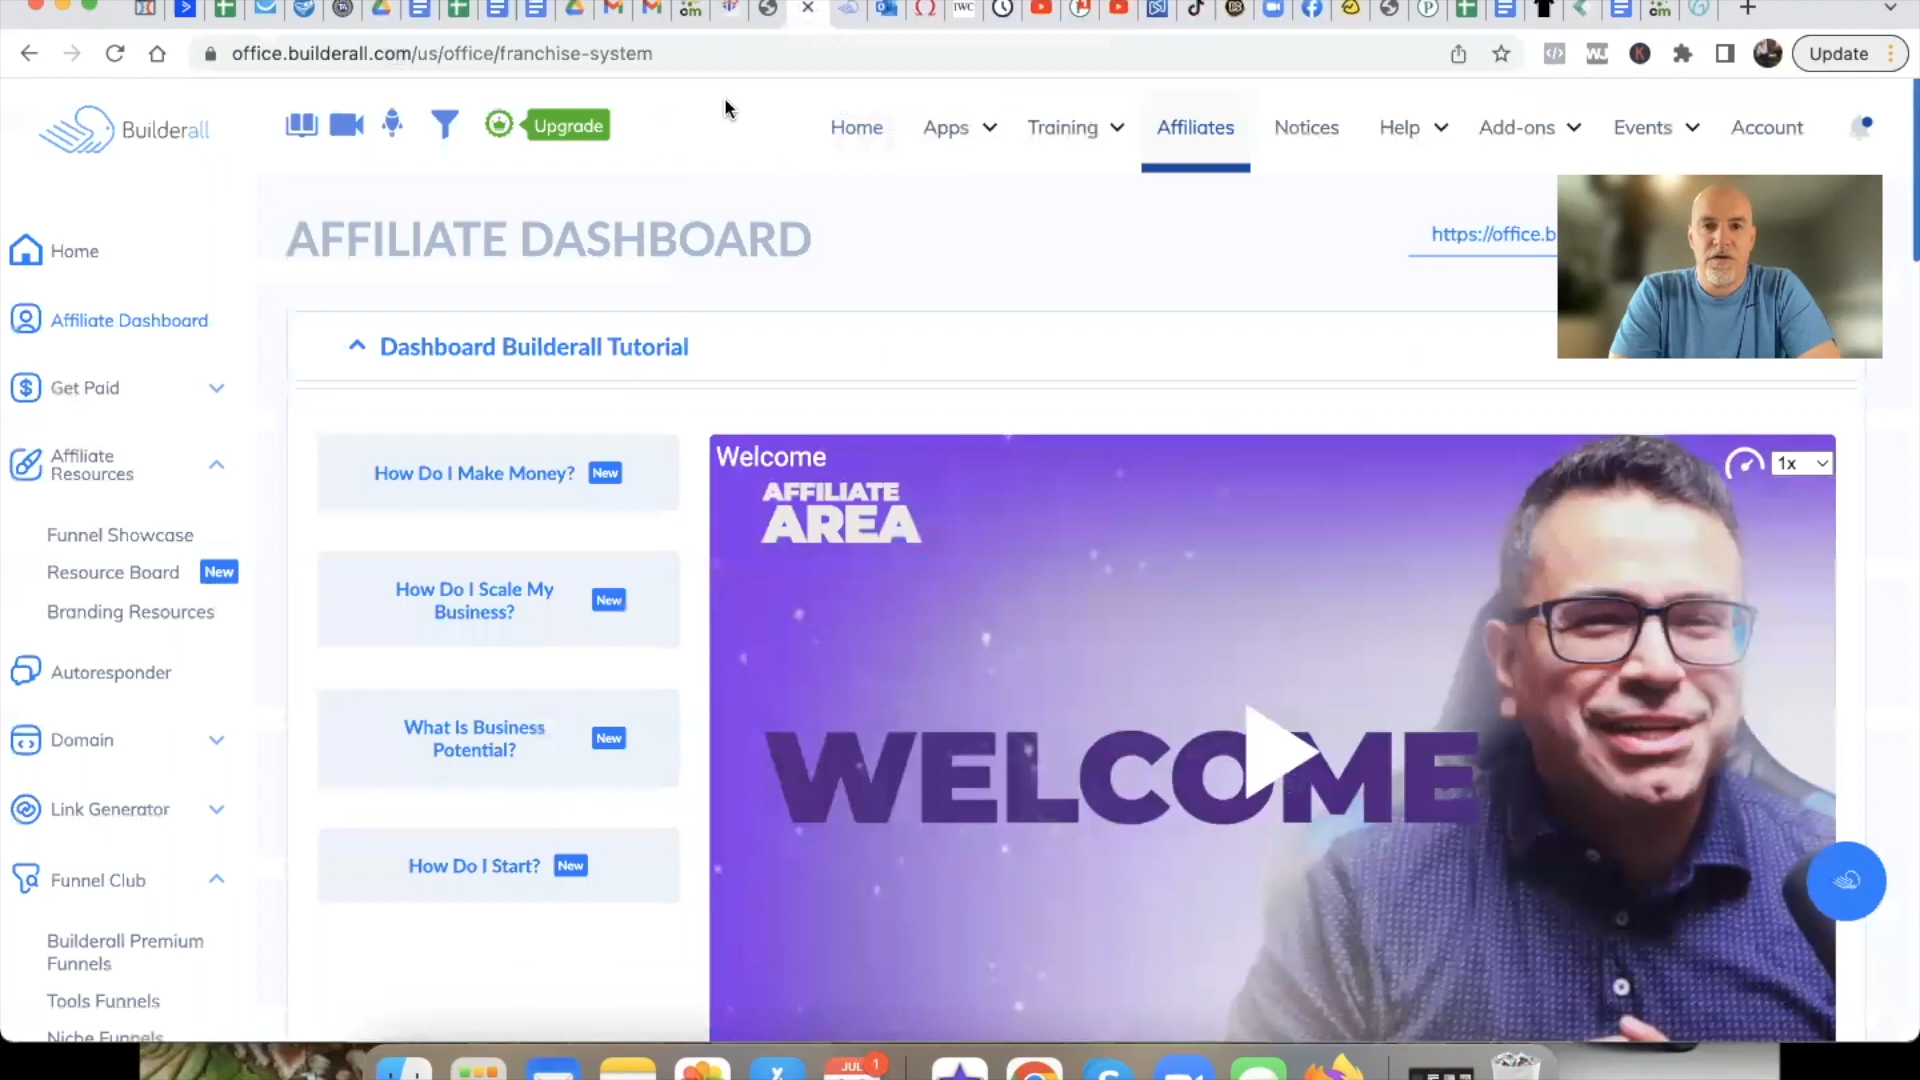 office.builderall.com/us/office/franchise-system
Update
Builderall
Upgrade
Home
Apps
Training
Affiliates
Notices
Help
Add-ons
Events
Account
AFFILIATE DASHBOARD
https://office.b
Home
Affiliate Dashboard
Dashboard Builderall Tutorial
Get Paid
Affiliate
Resources
Funnel Showcase
Resource Board New
Branding Resources
Autoresponder
Domain
Link Generator
Funnel Club
Builderall Premium
Funnels
Tools Funnels
Niche Funnels
How Do I Make Money? New
How Do I Scale My
Business?
New
What Is Business
Potential?
New
How Do I Start? New
Welcome
1x
AFFILIATE
AREA
WELCOME
JUL 1